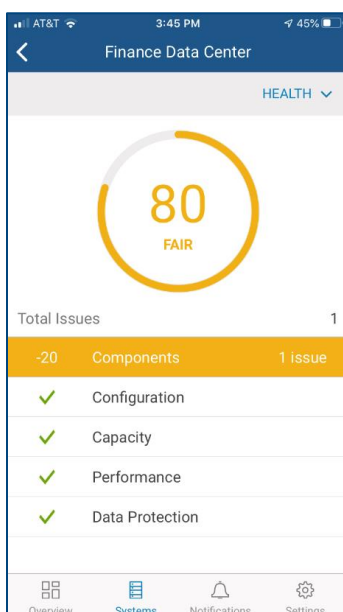 AT&T 3:45 PM 45%
Finance Data Center
HEALTH
80
FAIR
Total Issues 1
-20 Components 1 issue
Configuration
Capacity
Performance
Data Protection
Overview Systems Notifications Settings